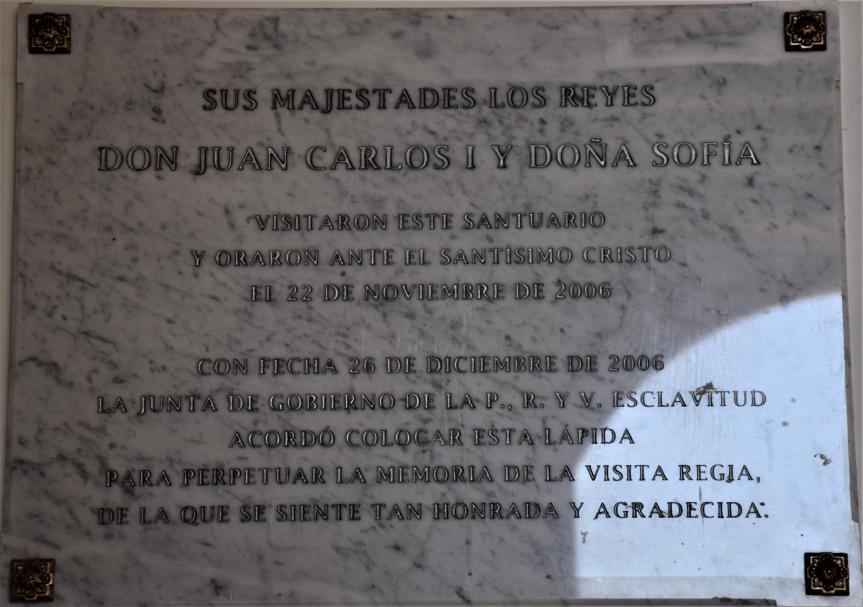 SUS MAJESTADES LOS REYES
DON JUAN CARLOS I Y DOÑA SOFÍA
VISITARON ESTE SANTUARIO
Y ORARON ANTE EL SANTÍSIMO CRISTO
EL 22 DE NOVIEMBRE DE 2006
CON FECHA 26 DE DICIEMBRE DE 2006
LA JUNTA DE GOBIERNO DE LA P., R. Y V. ESCLAVITUD
ACORDÓ COLOCAR ESTA LÁPIDA
PARA PERPETUAR LA MEMORIA DE LA VISITA REGIA,
DE LA QUE SE SIENTE TAN HONRADA Y AGRADECIDA.